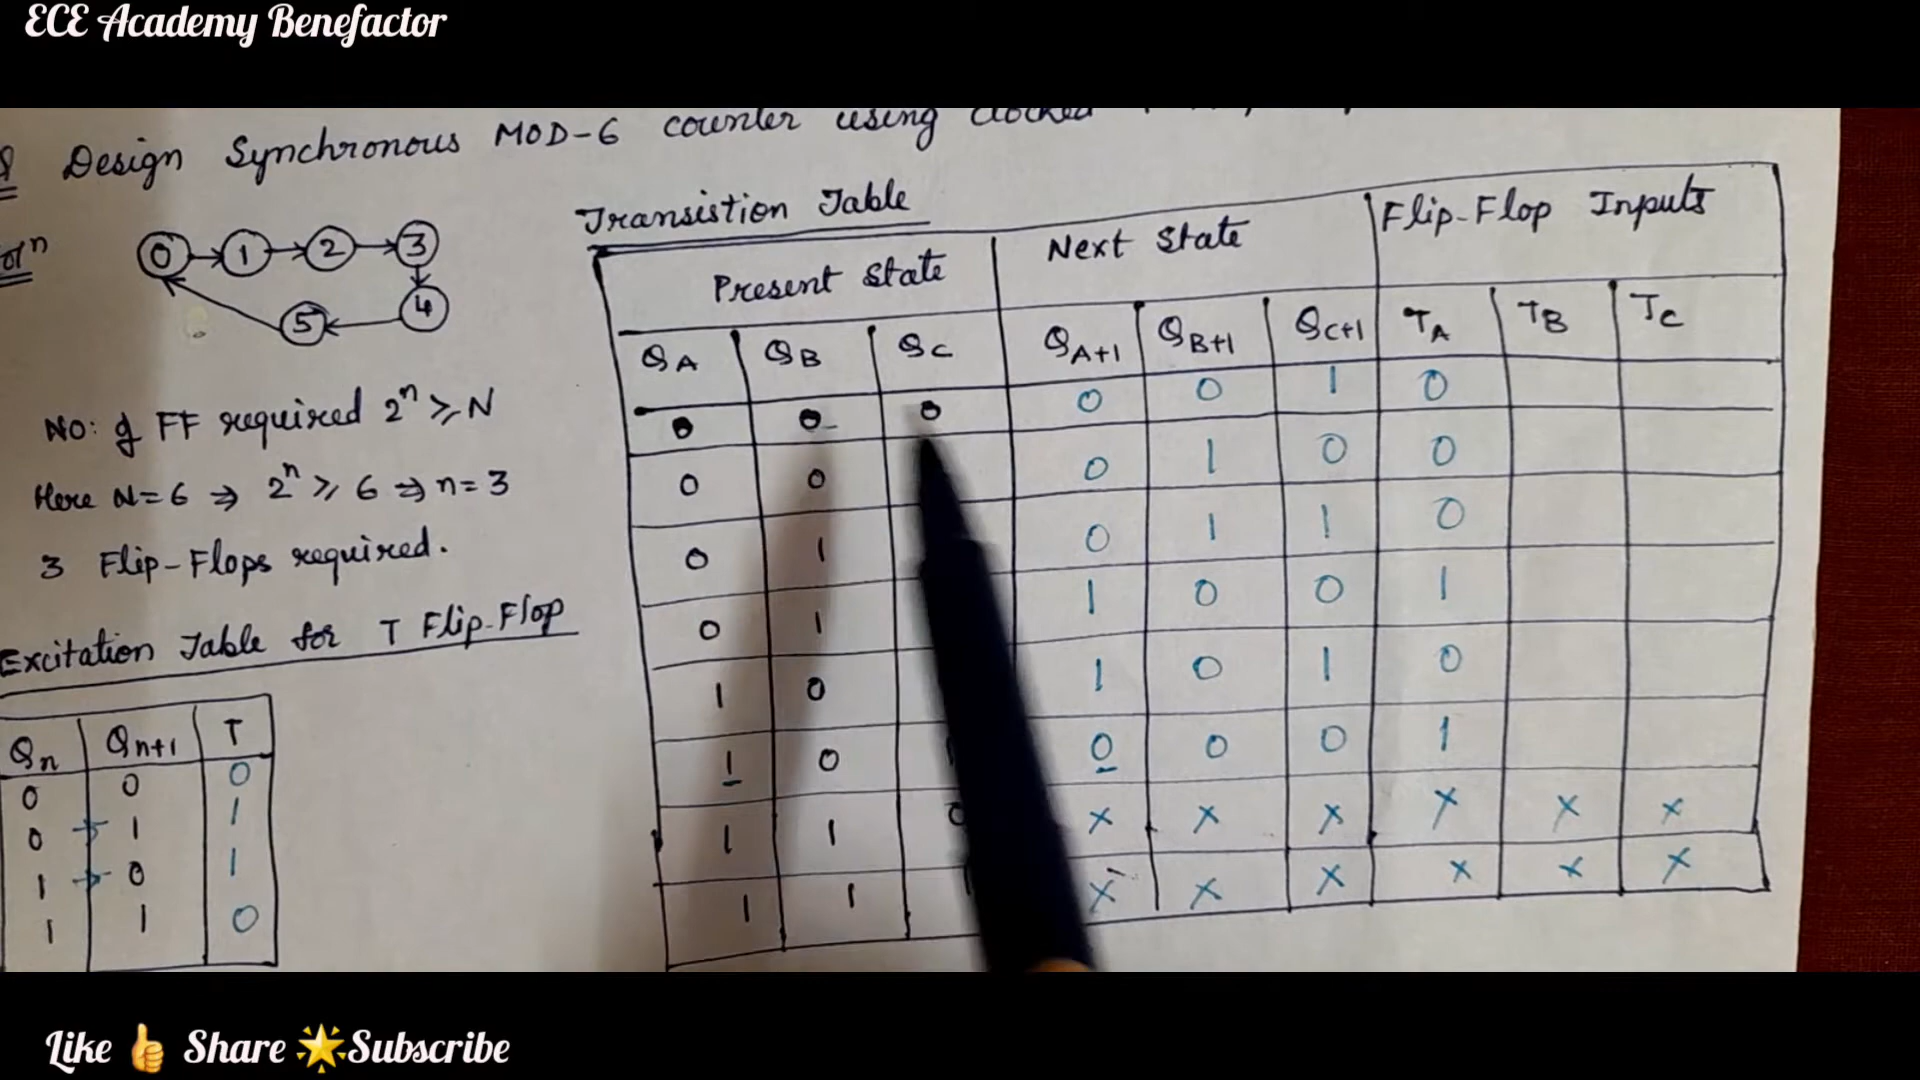 ECE Academy Benefactor
Q Design Synchronous MOD-6 counter using clocked
Solⁿ
0 1 2 3
5 4
NO: of FF required 2ⁿ ≥ N
Here N=6 ⇒ 2ⁿ ≥ 6 ⇒ n=3
3 Flip-Flops required.
Excitation Table for T Flip-Flop
Qn Qn+1 T
0 0 0
0 1 1
1 0 1
1 1 0
Transistion Table
Present State Next State Flip-Flop Inputs
QA QB QC QA+1 QB+1 QC+1 TA TB TC
0 0 0 0 0 1 0
0 0 0 1 0 0
0 1 0 1 1 0
0 1 1 0 0 1
1 0 1 0 1 0
1 0 0 0 0 1
1 1 0 x x x x x x
1 1 x x x x x x
Like 👍 Share 🌟Subscribe